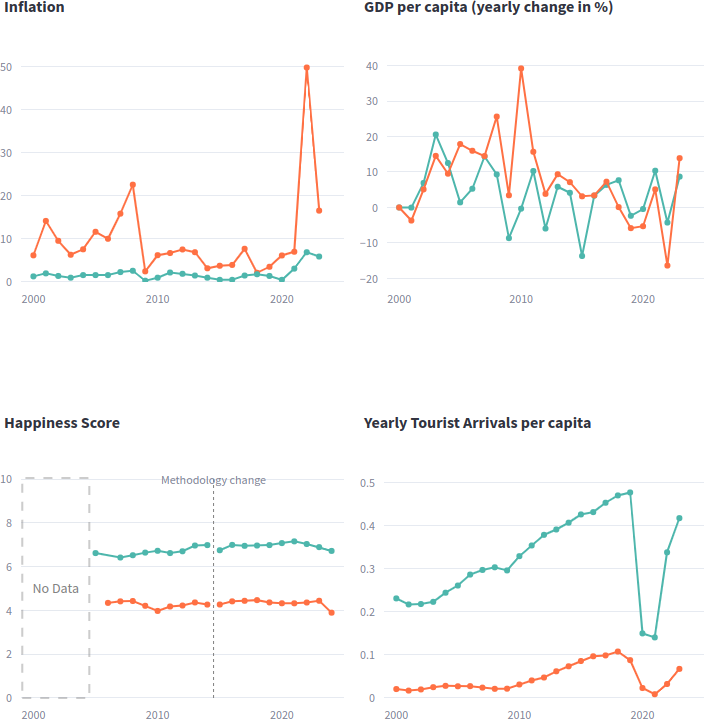 Inflation
50
40
30
20
10
0
2000 2010 2020
GDP per capita (yearly change in %)
40
30
20
10
0
−10
−20
2000 2010 2020
Happiness Score
10
8
6
4
2
0
Methodology change
No Data
2000 2010 2020
Yearly Tourist Arrivals per capita
0.5
0.4
0.3
0.2
0.1
0
2000 2010 2020